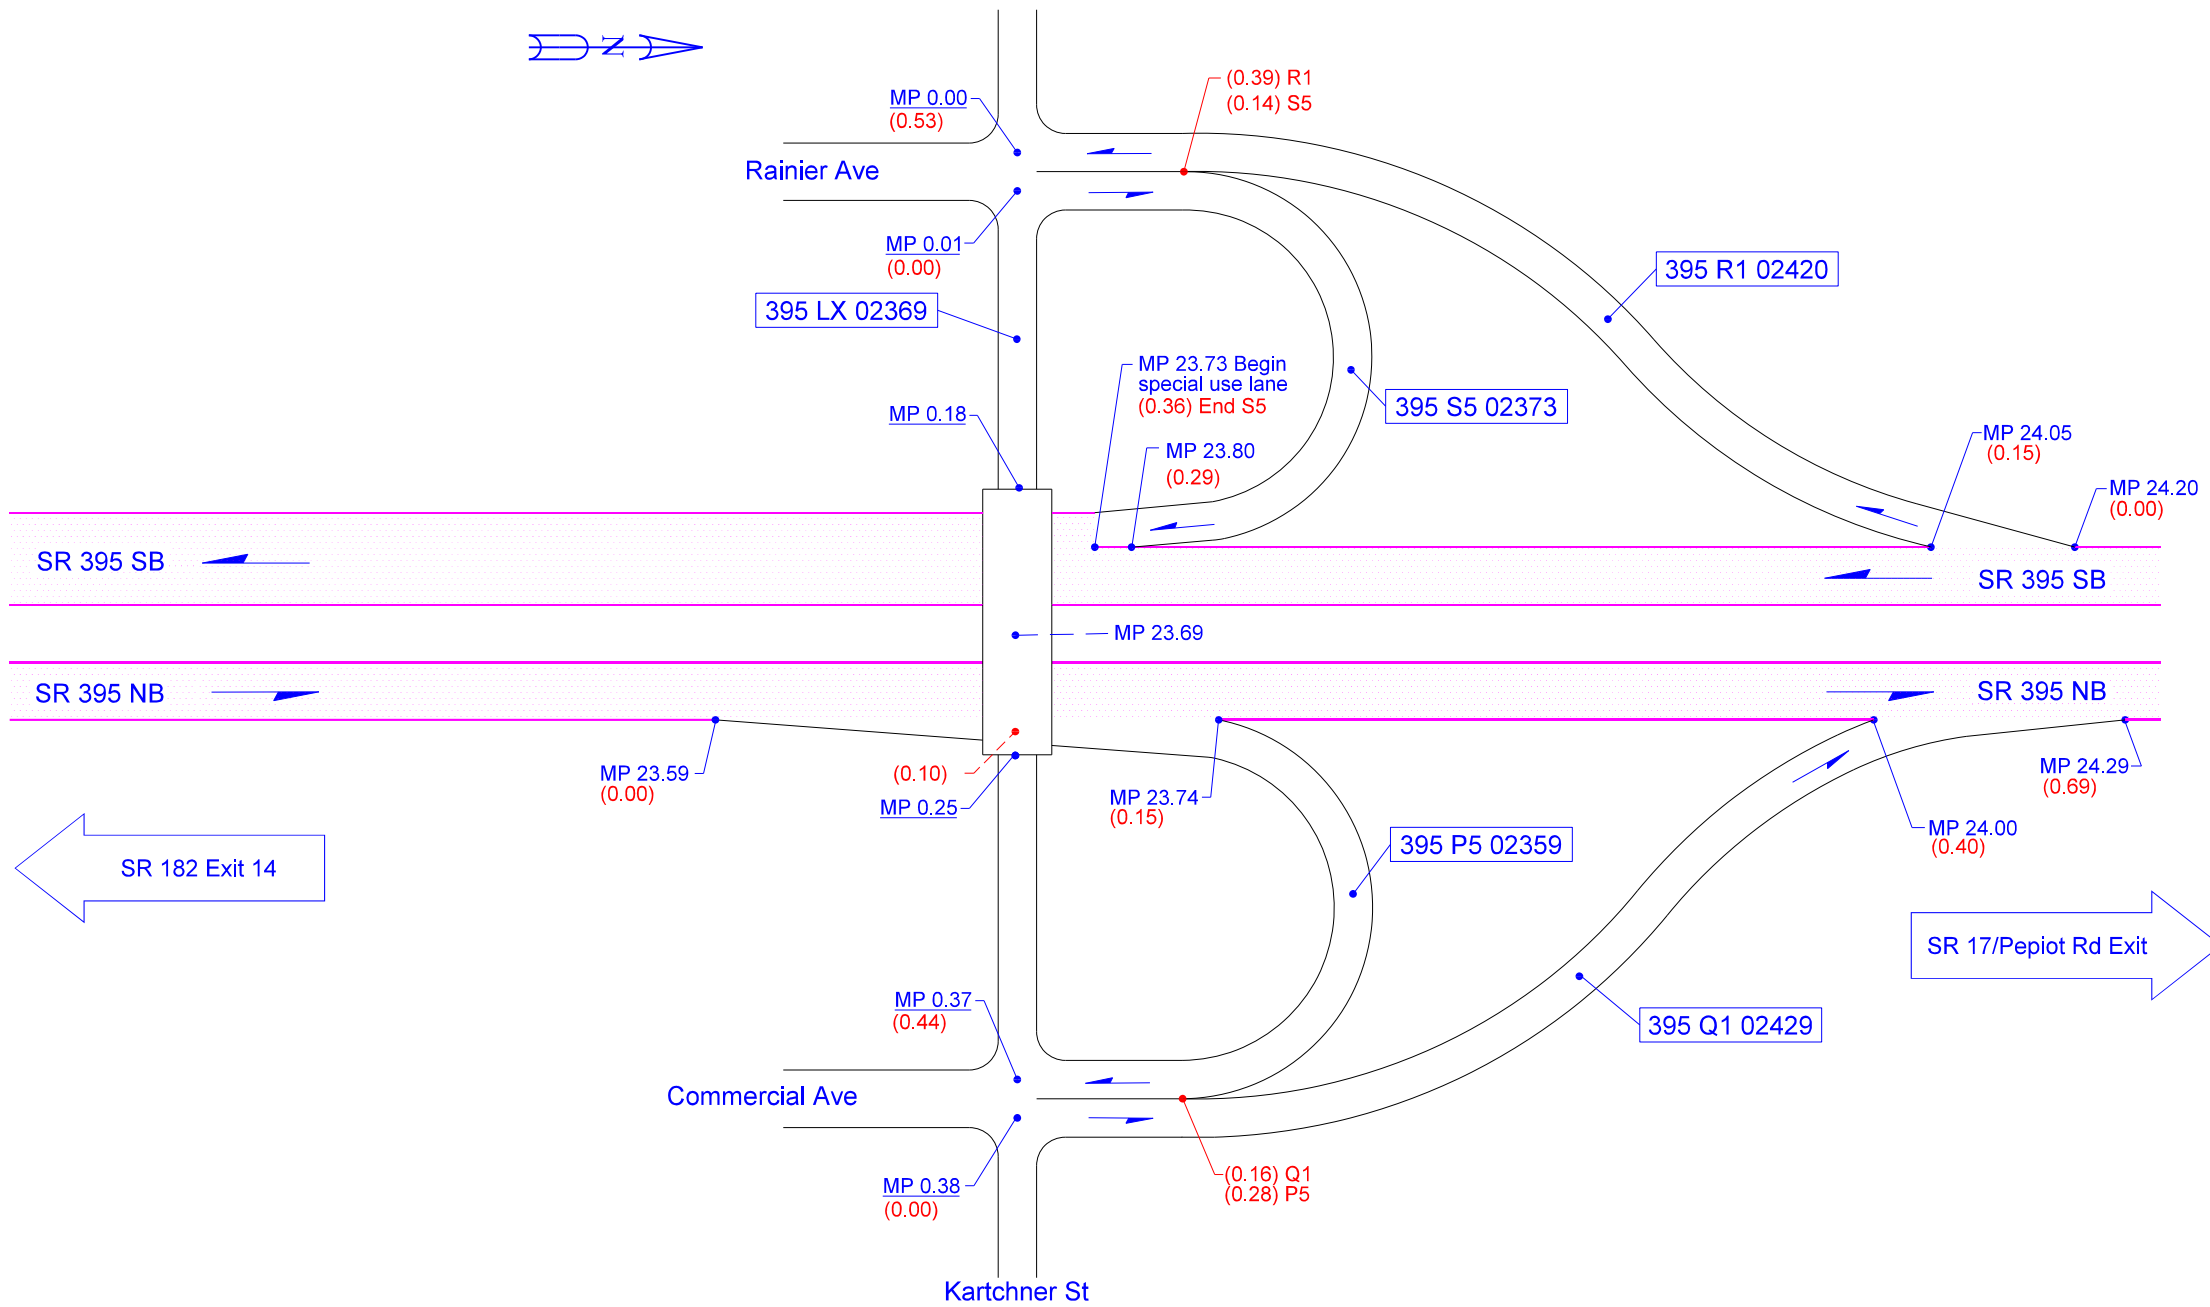 N
(0.39) R1
(0.14) S5
MP 0.00
(0.53)
Rainier Ave
MP 0.01
(0.00)
395 R1 02420
395 LX 02369
MP 23.73 Begin
special use lane
(0.36) End S5
395 S5 02373
MP 0.18
MP 23.80
(0.29)
MP 24.05
(0.15)
MP 24.20
(0.00)
SR 395 SB
SR 395 SB
MP 23.69
SR 395 NB
SR 395 NB
MP 23.59
(0.00)
(0.10)
MP 0.25
MP 23.74
(0.15)
MP 24.29
(0.69)
MP 24.00
(0.40)
395 P5 02359
SR 182 Exit 14
SR 17/Pepiot Rd Exit
MP 0.37
(0.44)
395 Q1 02429
Commercial Ave
MP 0.38
(0.00)
(0.16) Q1
(0.28) P5
Kartchner St